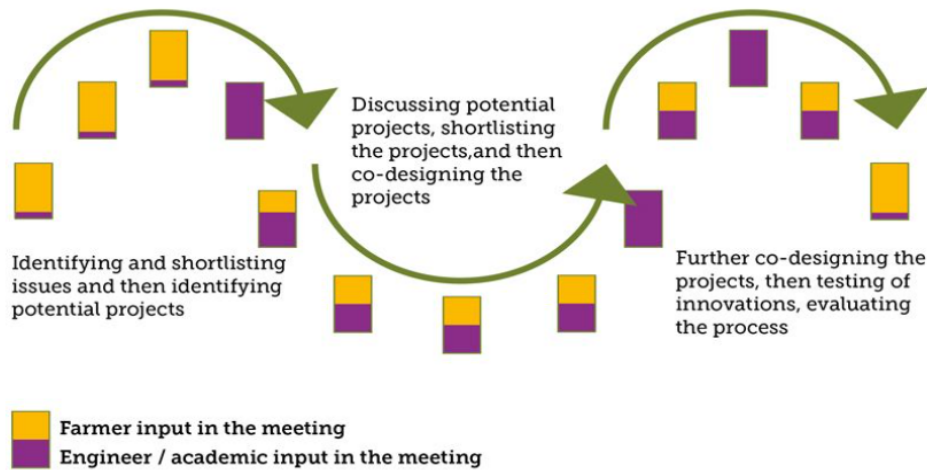 Discussing potential
projects, shortlisting
the projects,and then
co-designing the
projects
Identifying and shortlisting
issues and then identifying
potential projects
Further co-designing the
projects, then testing of
innovations, evaluating
the process
Farmer input in the meeting
Engineer / academic input in the meeting